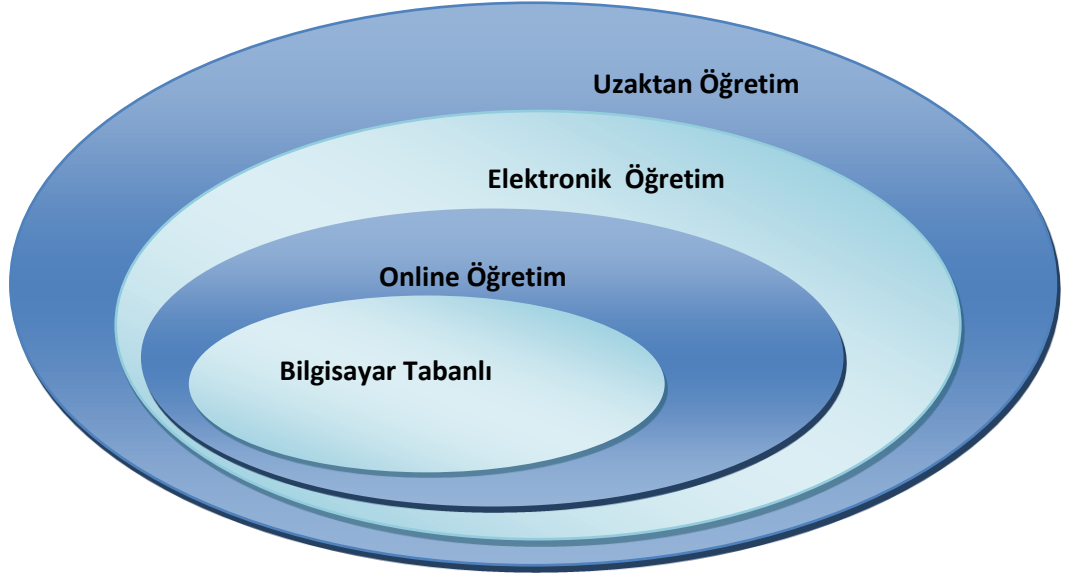 Uzaktan Öğretim
Elektronik Öğretim
Online Öğretim
Bilgisayar Tabanlı